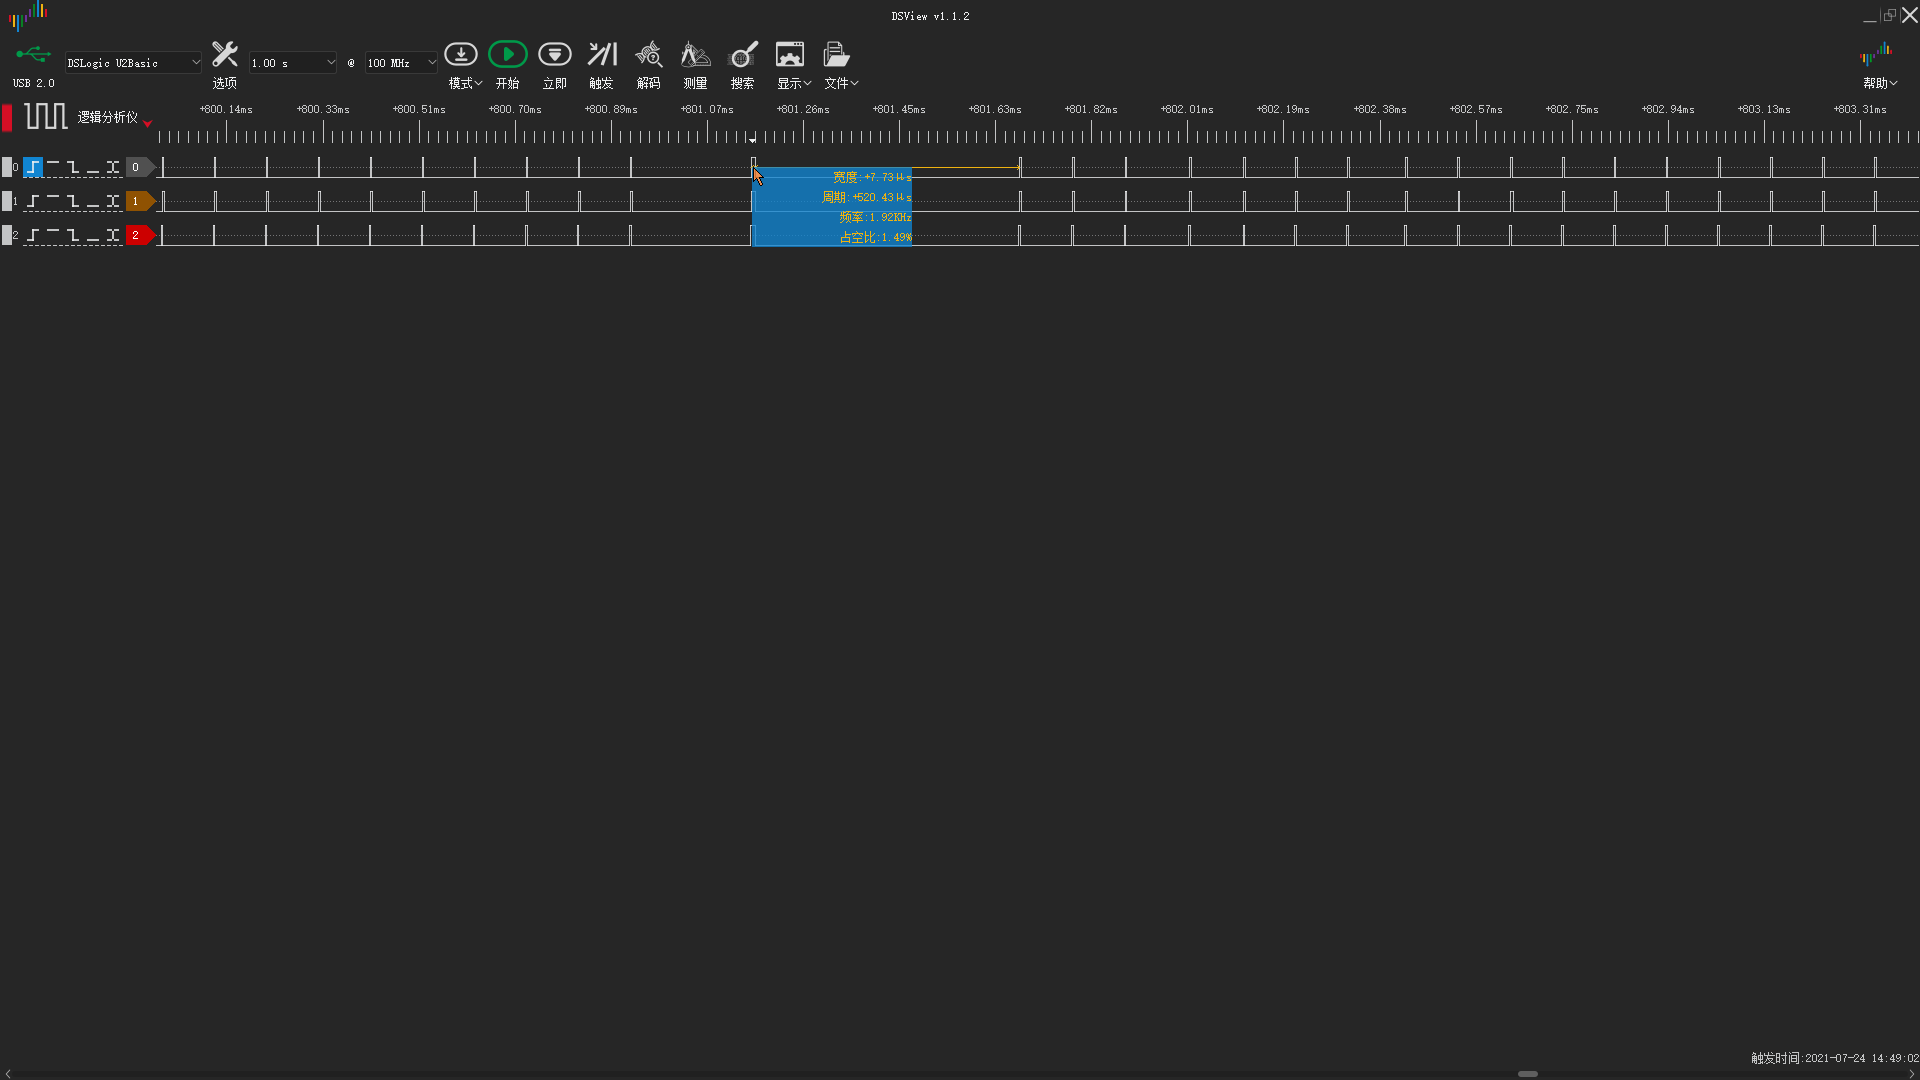 DSView v1.1.2
USB 2.0
DSLogic U2Basic
选项
1.00 s
@
100 MHz
模式
开始
立即
触发
解码
测量
搜索
显示
文件
帮助
逻辑分析仪
+800.14ms +800.33ms +800.51ms +800.70ms +800.89ms +801.07ms +801.26ms +801.45ms +801.63ms +801.82ms +802.01ms +802.19ms +802.38ms +802.57ms +802.75ms +802.94ms +803.13ms +803.31ms
0 0
1 1
2 2
宽度:+7.73μs
周期:+520.43μs
频率:1.92KHz
占空比:1.49%
触发时间:2021-07-24 14:49:02